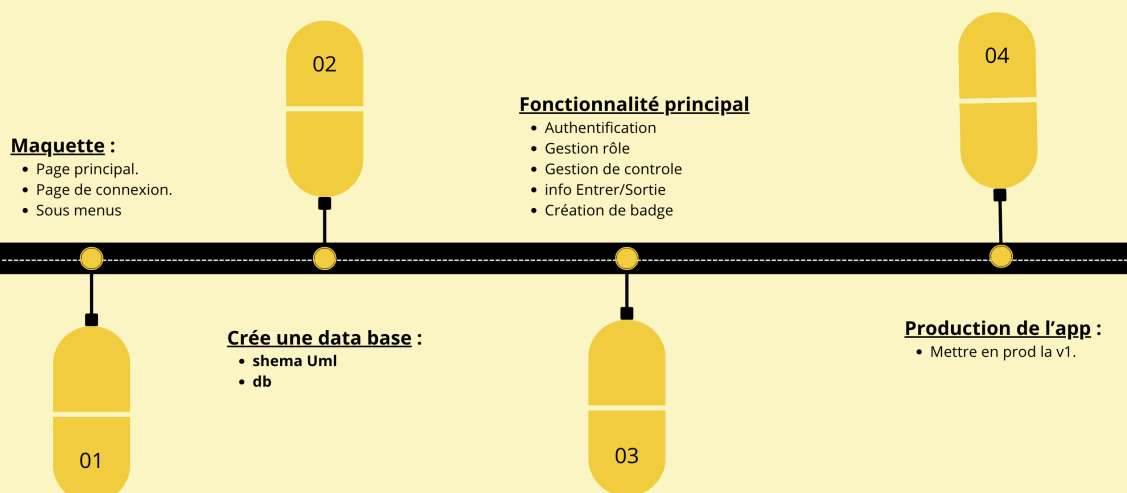 01
Maquette :
Page principal.
Page de connexion.
Sous menus
02
Crée une data base :
shema Uml
db
03
Fonctionnalité principal
Authentification
Gestion rôle
Gestion de controle
info Entrer/Sortie
Création de badge
04
Production de l’app :
Mettre en prod la v1.